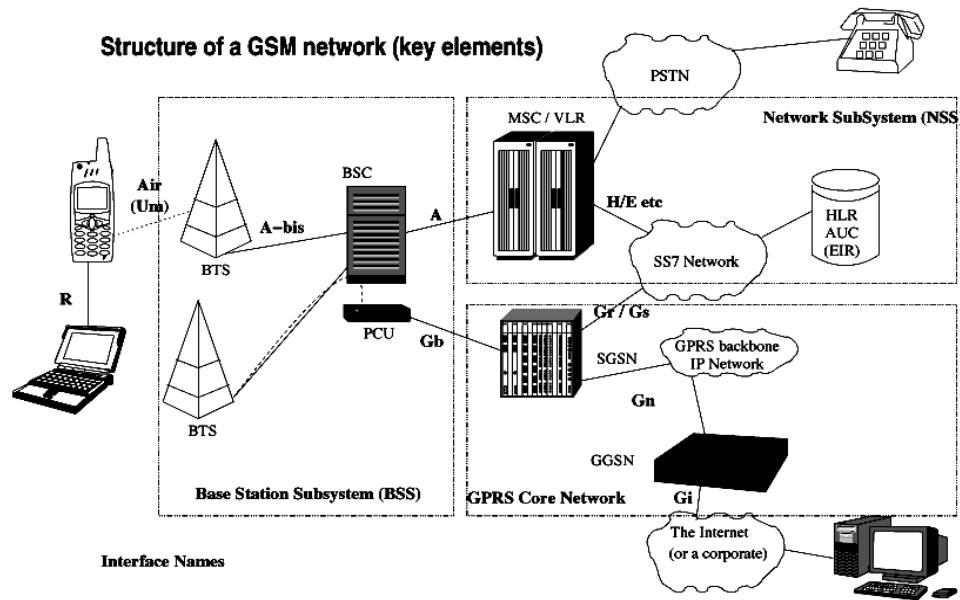 Structure of a GSM network (key elements)
PSTN
MSC / VLR
Network SubSystem (NSS
BSC
Air
(Um)
A-bis
A
H/E etc
HLR
AUC
(EIR)
BTS
SS7 Network
R
PCU
Gb
Gr / Gs
SGSN
GPRS backbone
IP Network
Gn
BTS
GGSN
Base Station Subsystem (BSS)
GPRS Core Network
Gi
The Internet
(or a corporate)
Interface Names